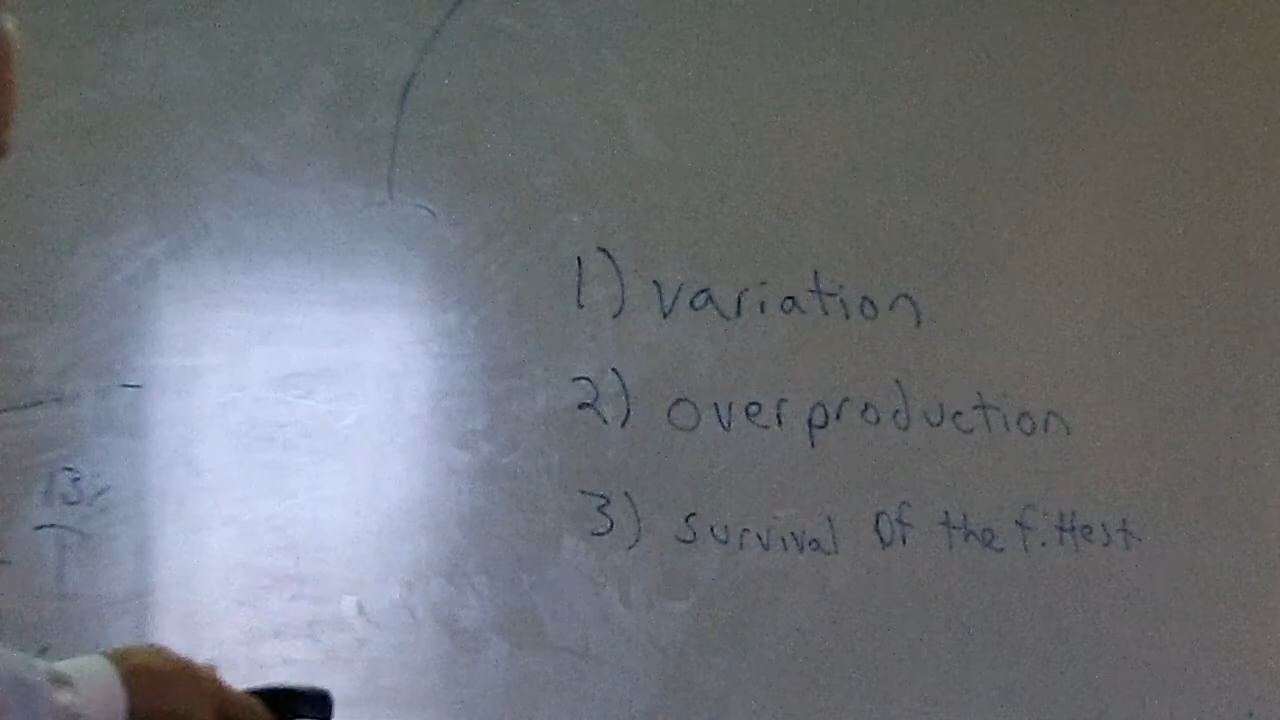 1) variation
2) overproduction
3) survival of the fittest